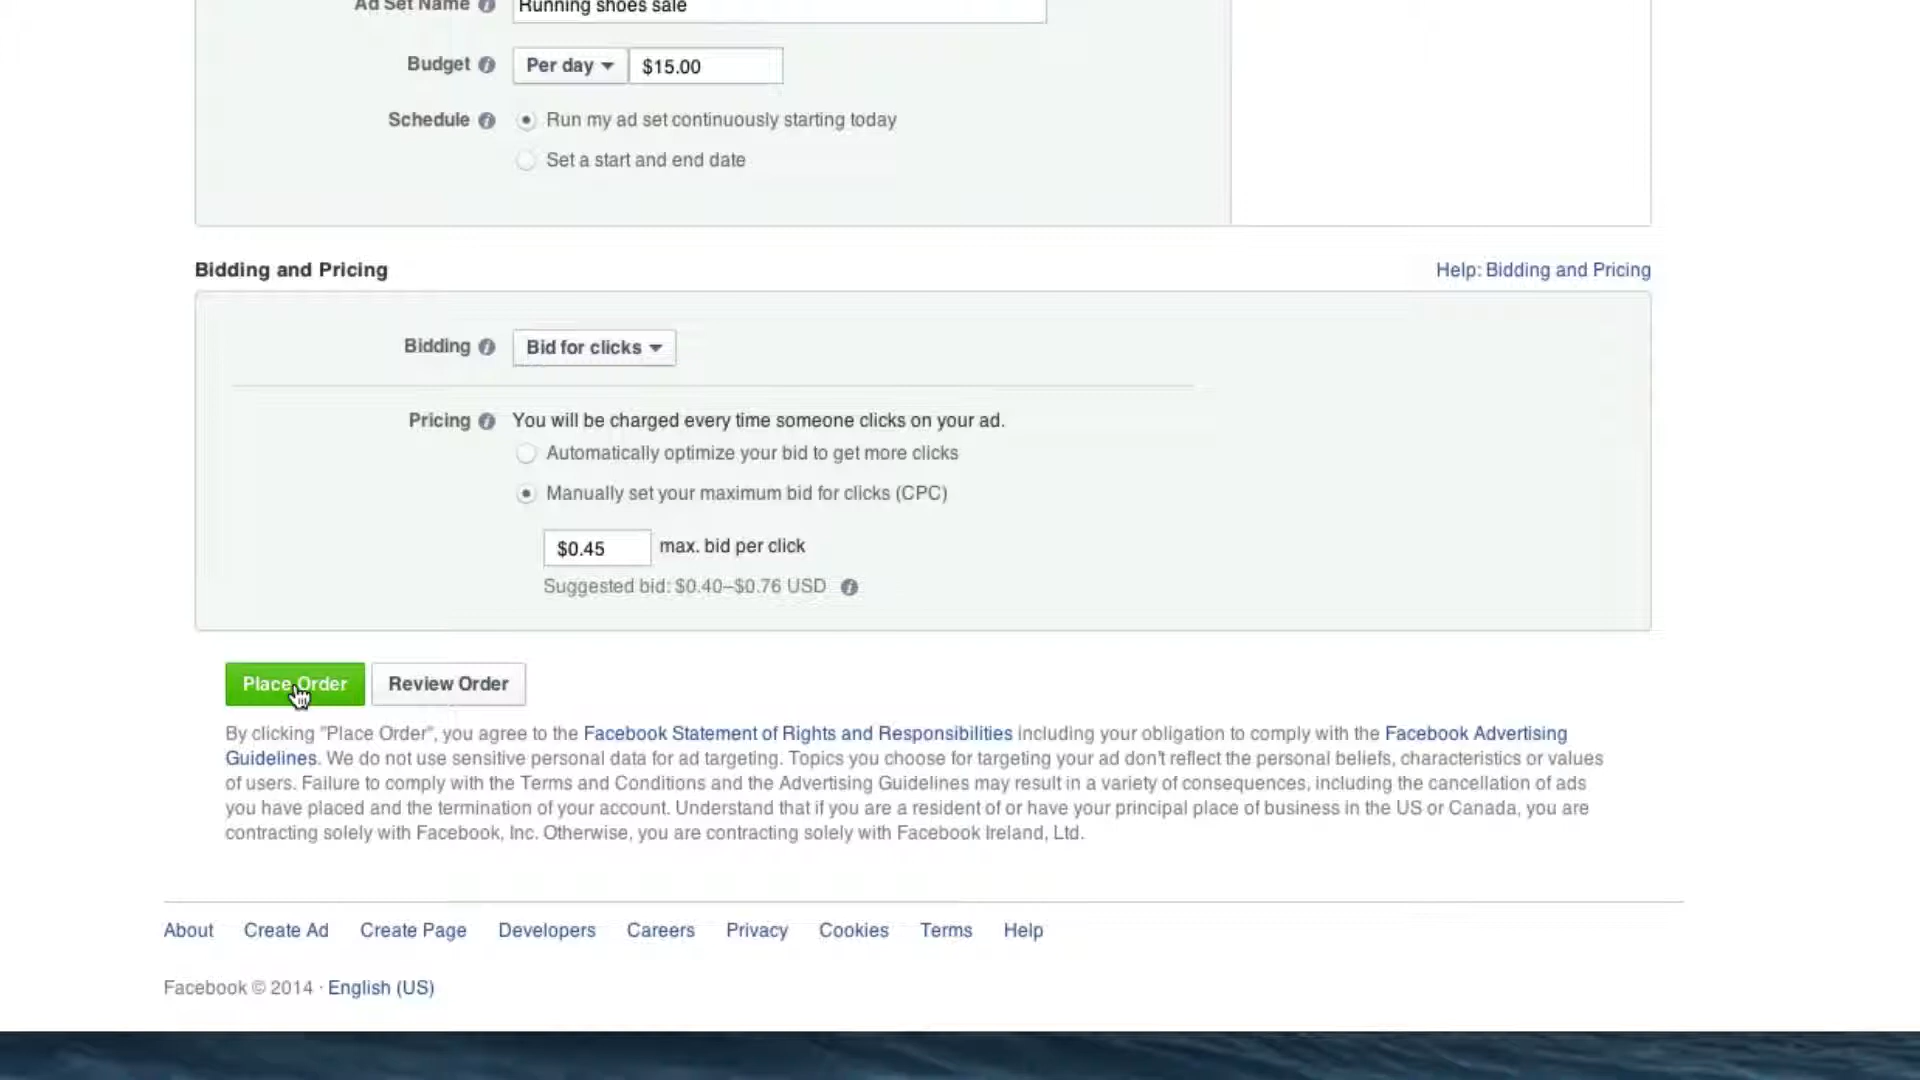 Ad Set Name
Running shoes sale
Budget
Per day
$15.00
Schedule
Run my ad set continuously starting today
Set a start and end date
Bidding and Pricing
Help: Bidding and Pricing
Bidding
Bid for clicks
Pricing
You will be charged every time someone clicks on your ad.
Automatically optimize your bid to get more clicks
Manually set your maximum bid for clicks (CPC)
$0.45
max. bid per click
Suggested bid: $0.40–$0.76 USD
Place Order
Review Order
By clicking "Place Order", you agree to the Facebook Statement of Rights and Responsibilities including your obligation to comply with the Facebook Advertising
Guidelines. We do not use sensitive personal data for ad targeting. Topics you choose for targeting your ad don't reflect the personal beliefs, characteristics or values
of users. Failure to comply with the Terms and Conditions and the Advertising Guidelines may result in a variety of consequences, including the cancellation of ads
you have placed and the termination of your account. Understand that if you are a resident of or have your principal place of business in the US or Canada, you are
contracting solely with Facebook, Inc. Otherwise, you are contracting solely with Facebook Ireland, Ltd.
About Create Ad Create Page Developers Careers Privacy Cookies Terms Help
Facebook © 2014 · English (US)